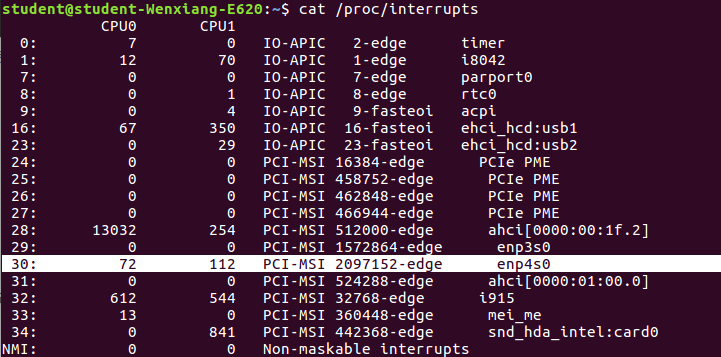 student@student-Wenxiang-E620:~$ cat /proc/interrupts
           CPU0       CPU1
  0:          7          0   IO-APIC   2-edge      timer
  1:         12         70   IO-APIC   1-edge      i8042
  7:          0          0   IO-APIC   7-edge      parport0
  8:          0          1   IO-APIC   8-edge      rtc0
  9:          0          4   IO-APIC   9-fasteoi   acpi
 16:         67        350   IO-APIC  16-fasteoi   ehci_hcd:usb1
 23:          0         29   IO-APIC  23-fasteoi   ehci_hcd:usb2
 24:          0          0   PCI-MSI 16384-edge      PCIe PME
 25:          0          0   PCI-MSI 458752-edge      PCIe PME
 26:          0          0   PCI-MSI 462848-edge      PCIe PME
 27:          0          0   PCI-MSI 466944-edge      PCIe PME
 28:      13032        254   PCI-MSI 512000-edge      ahci[0000:00:1f.2]
 29:          0          0   PCI-MSI 1572864-edge      enp3s0
 30:         72        112   PCI-MSI 2097152-edge      enp4s0
 31:          0          0   PCI-MSI 524288-edge      ahci[0000:01:00.0]
 32:        612        544   PCI-MSI 32768-edge      i915
 33:         13          0   PCI-MSI 360448-edge      mei_me
 34:          0        841   PCI-MSI 442368-edge      snd_hda_intel:card0
NMI:          0          0   Non-maskable interrupts